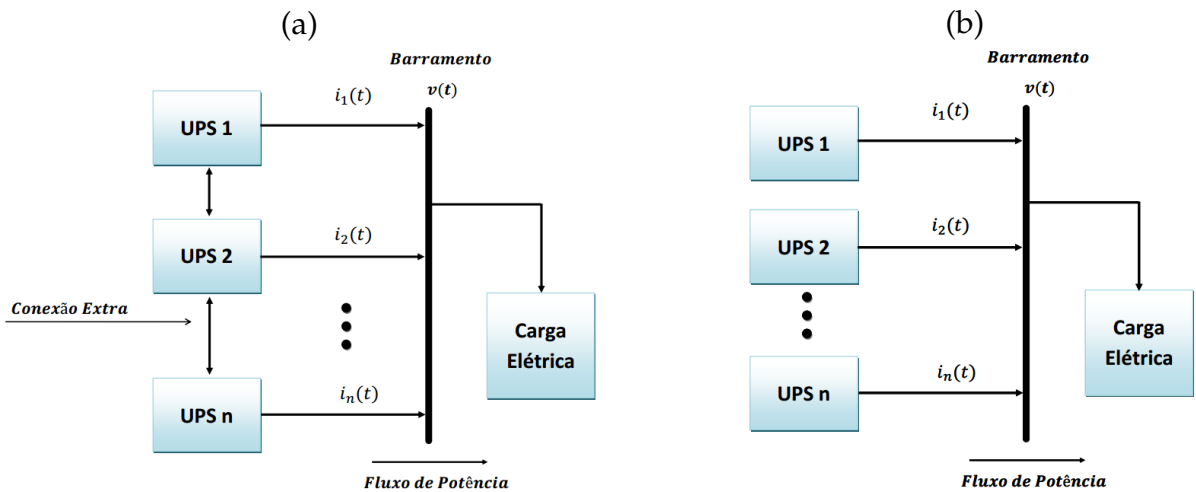 (a)
Barramento
v(t)
UPS 1
i₁(t)
UPS 2
i₂(t)
Conexão Extra
Carga
Elétrica
UPS n
iₙ(t)
Fluxo de Potência
(b)
Barramento
v(t)
UPS 1
i₁(t)
UPS 2
i₂(t)
Carga
Elétrica
UPS n
iₙ(t)
Fluxo de Potência